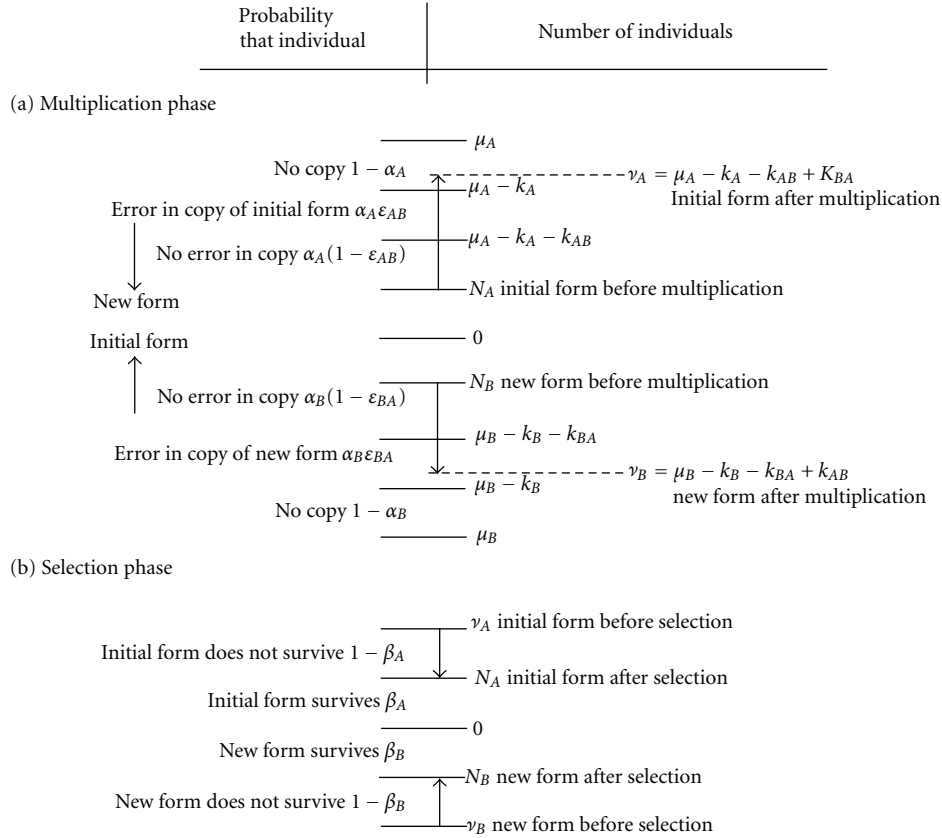 Probability
that individual
Number of individuals
(a) Multiplication phase
μ_A
No copy 1 − α_A
ν_A = μ_A − k_A − k_AB + K_BA
μ_A − k_A
Initial form after multiplication
Error in copy of initial form α_A ε_AB
μ_A − k_A − k_AB
No error in copy α_A(1 − ε_AB)
N_A initial form before multiplication
New form
Initial form
0
N_B new form before multiplication
No error in copy α_B(1 − ε_BA)
μ_B − k_B − k_BA
Error in copy of new form α_B ε_BA
ν_B = μ_B − k_B − k_BA + k_AB
μ_B − k_B
new form after multiplication
No copy 1 − α_B
μ_B
(b) Selection phase
ν_A initial form before selection
Initial form does not survive 1 − β_A
N_A initial form after selection
Initial form survives β_A
0
New form survives β_B
N_B new form after selection
New form does not survive 1 − β_B
ν_B new form before selection